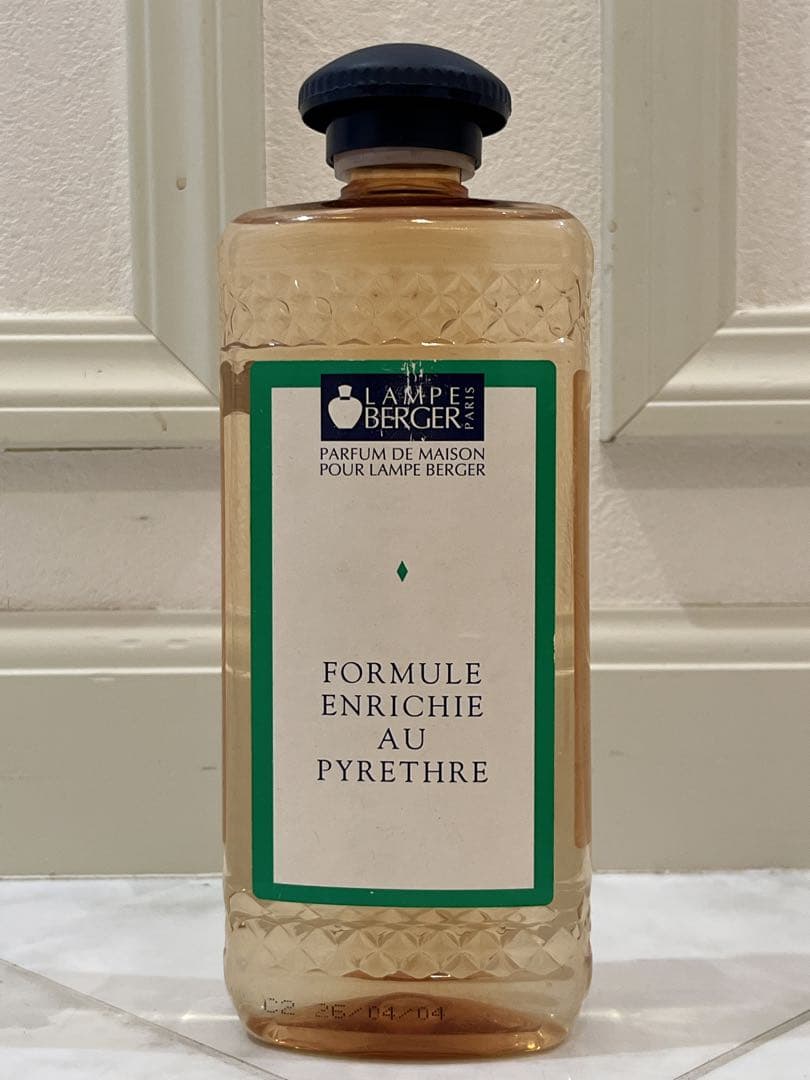 LAMPE
BERGER
PARIS
PARFUM DE MAISON
POUR LAMPE BERGER
FORMULE
ENRICHIE
AU
PYRETHRE
C2 26/04/04